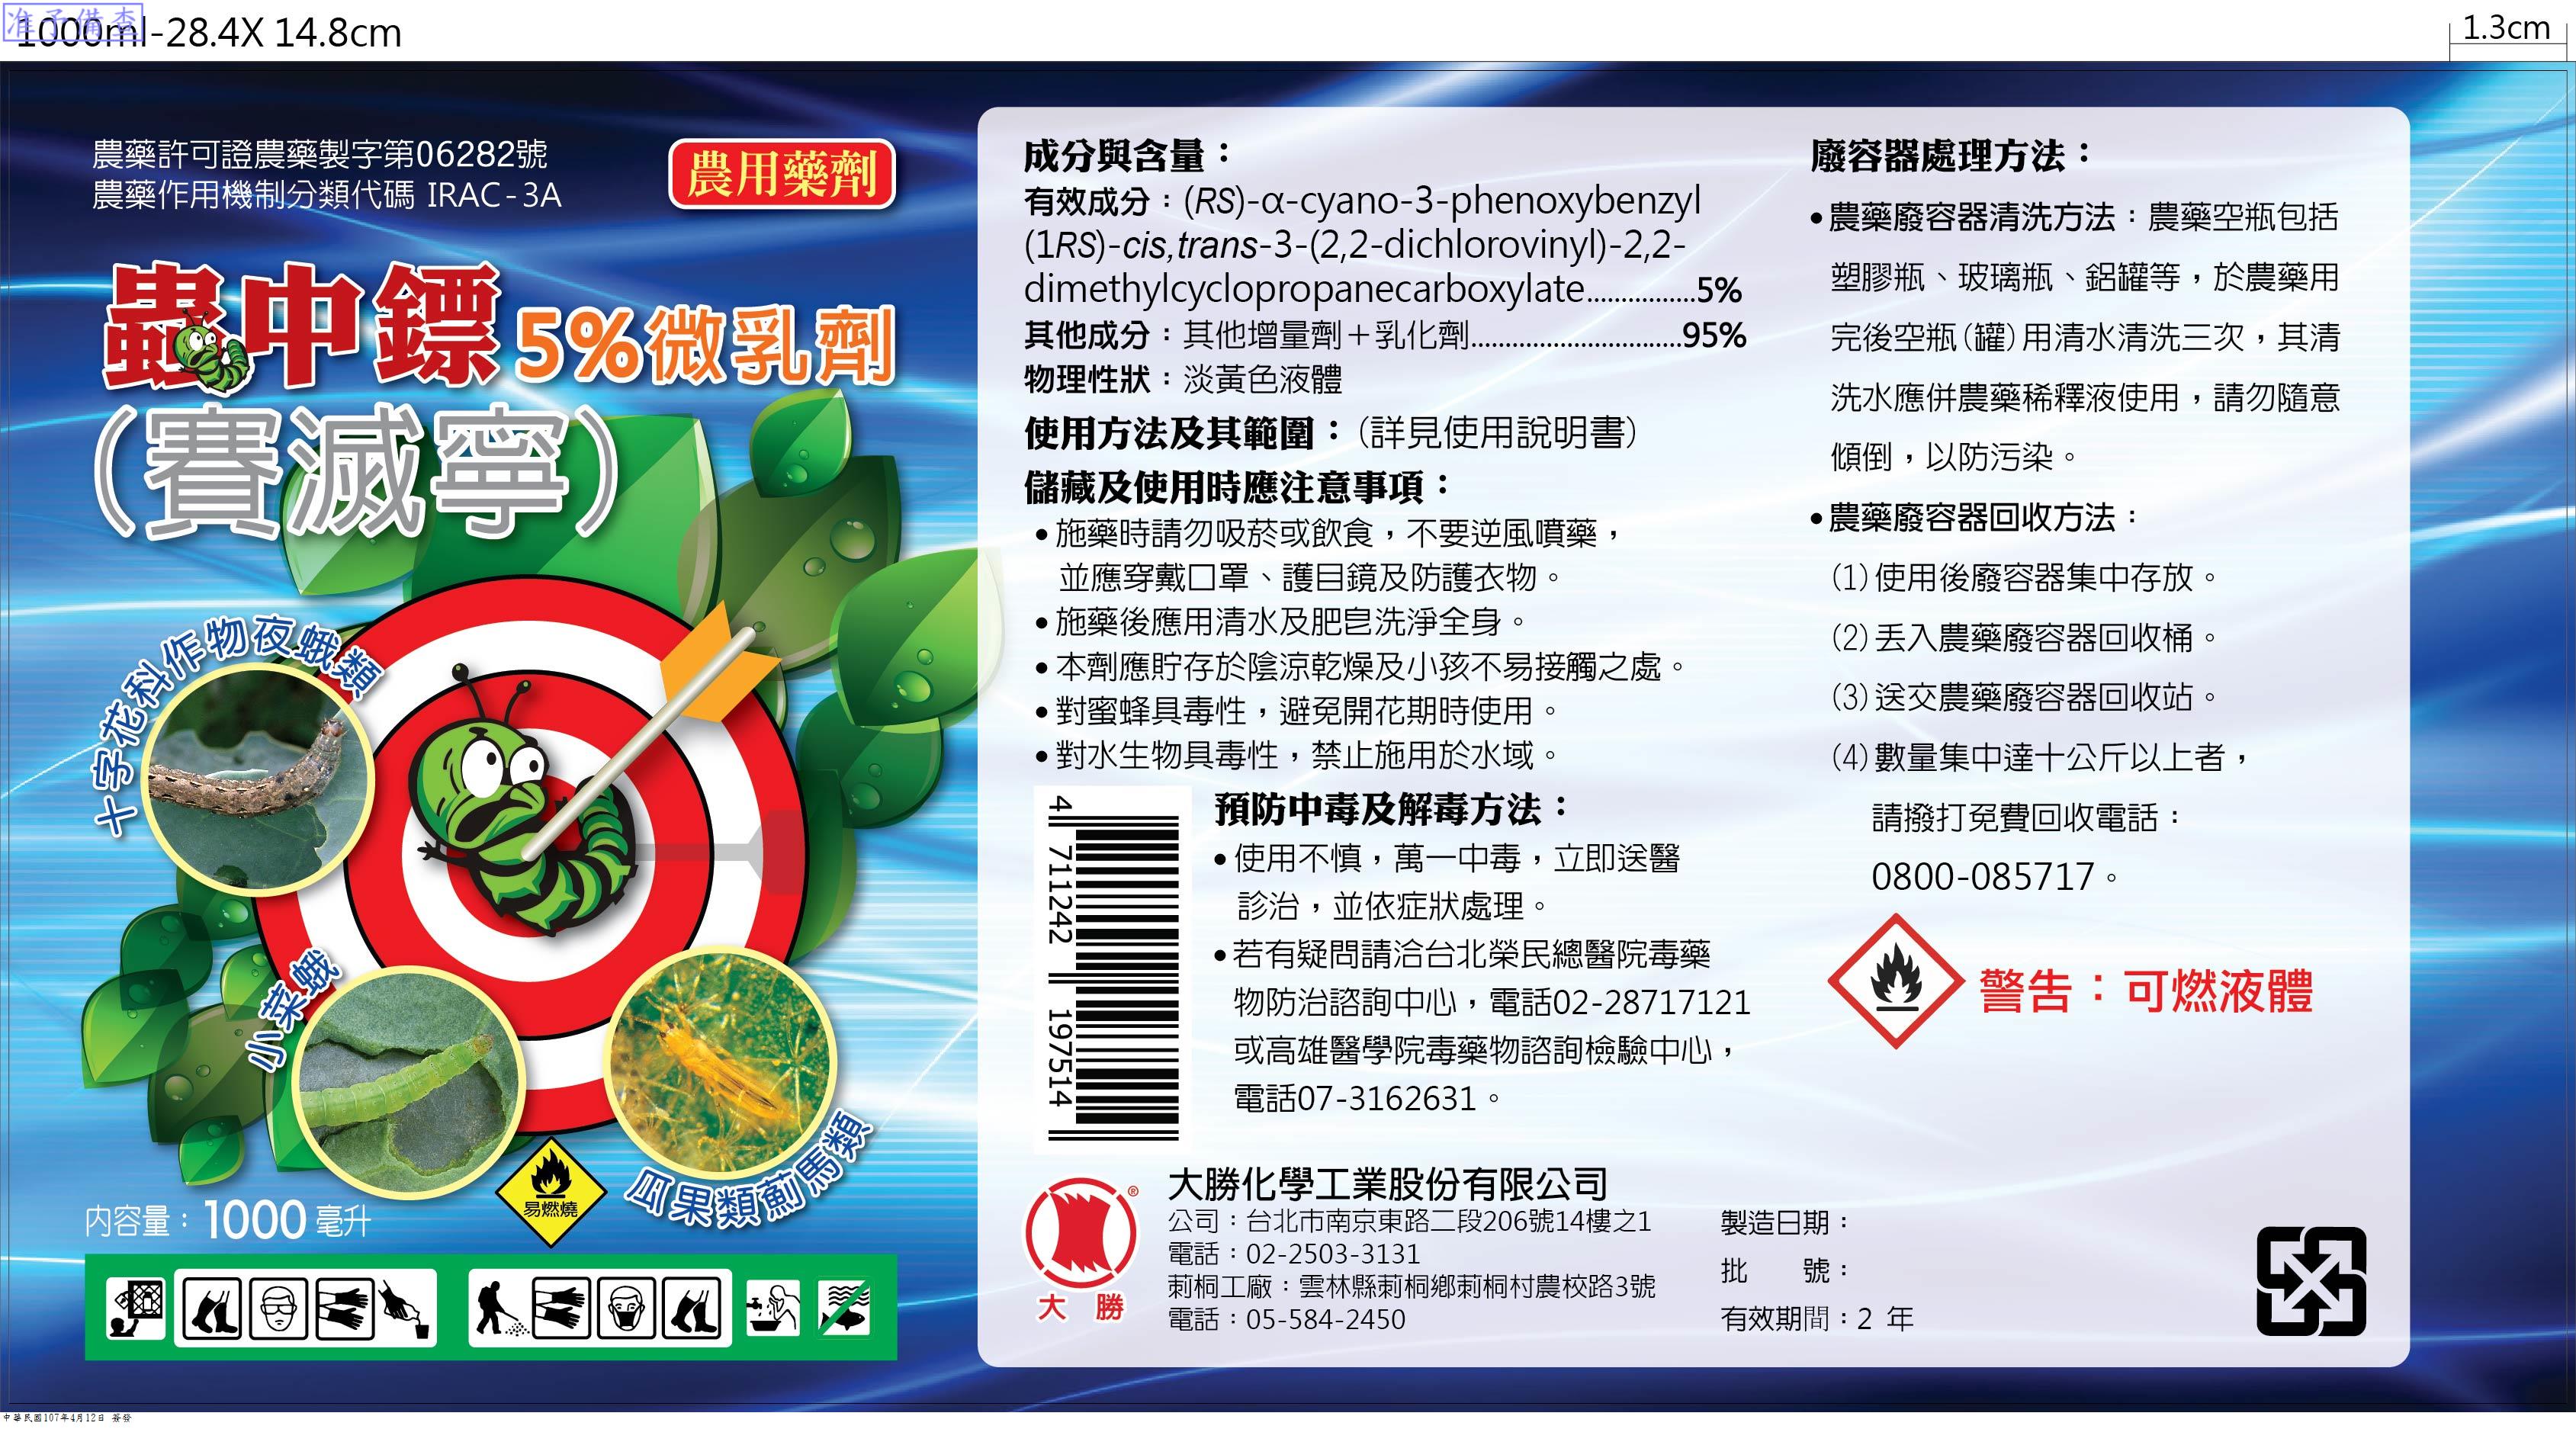 准予備查
1000ml-28.4X 14.8cm
1.3cm
農藥許可證農藥製字第06282號
農藥作用機制分類代碼 IRAC-3A
農用藥劑
蟲中鏢 5%微乳劑
(賽滅寧)
十字花科作物夜蛾類
小菜蛾
瓜果類薊馬類
易燃燒
內容量：1000毫升
成分與含量：
有效成分：(RS)-α-cyano-3-phenoxybenzyl
(1RS)-cis,trans-3-(2,2-dichlorovinyl)-2,2-
dimethylcyclopropanecarboxylate................5%
其他成分：其他增量劑＋乳化劑...............................95%
物理性狀：淡黃色液體
使用方法及其範圍：(詳見使用說明書)
儲藏及使用時應注意事項：
• 施藥時請勿吸菸或飲食，不要逆風噴藥，
並應穿戴口罩、護目鏡及防護衣物。
• 施藥後應用清水及肥皂洗淨全身。
• 本劑應貯存於陰涼乾燥及小孩不易接觸之處。
• 對蜜蜂具毒性，避免開花期時使用。
• 對水生物具毒性，禁止施用於水域。
4 711242 197514
預防中毒及解毒方法：
• 使用不慎，萬一中毒，立即送醫
診治，並依症狀處理。
• 若有疑問請洽台北榮民總醫院毒藥
物防治諮詢中心，電話02-28717121
或高雄醫學院毒藥物諮詢檢驗中心，
電話07-3162631。
®
大 勝
大勝化學工業股份有限公司
公司：台北市南京東路二段206號14樓之1
電話：02-2503-3131
莿桐工廠：雲林縣莿桐鄉莿桐村農校路3號
電話：05-584-2450
製造日期：
批　號：
有效期間：2 年
廢容器處理方法：
• 農藥廢容器清洗方法：農藥空瓶包括
塑膠瓶、玻璃瓶、鋁罐等，於農藥用
完後空瓶(罐)用清水清洗三次，其清
洗水應併農藥稀釋液使用，請勿隨意
傾倒，以防污染。
• 農藥廢容器回收方法：
(1)使用後廢容器集中存放。
(2)丟入農藥廢容器回收桶。
(3)送交農藥廢容器回收站。
(4)數量集中達十公斤以上者，
請撥打免費回收電話：
0800-085717。
警告：可燃液體
中華民國107年4月12日 簽發